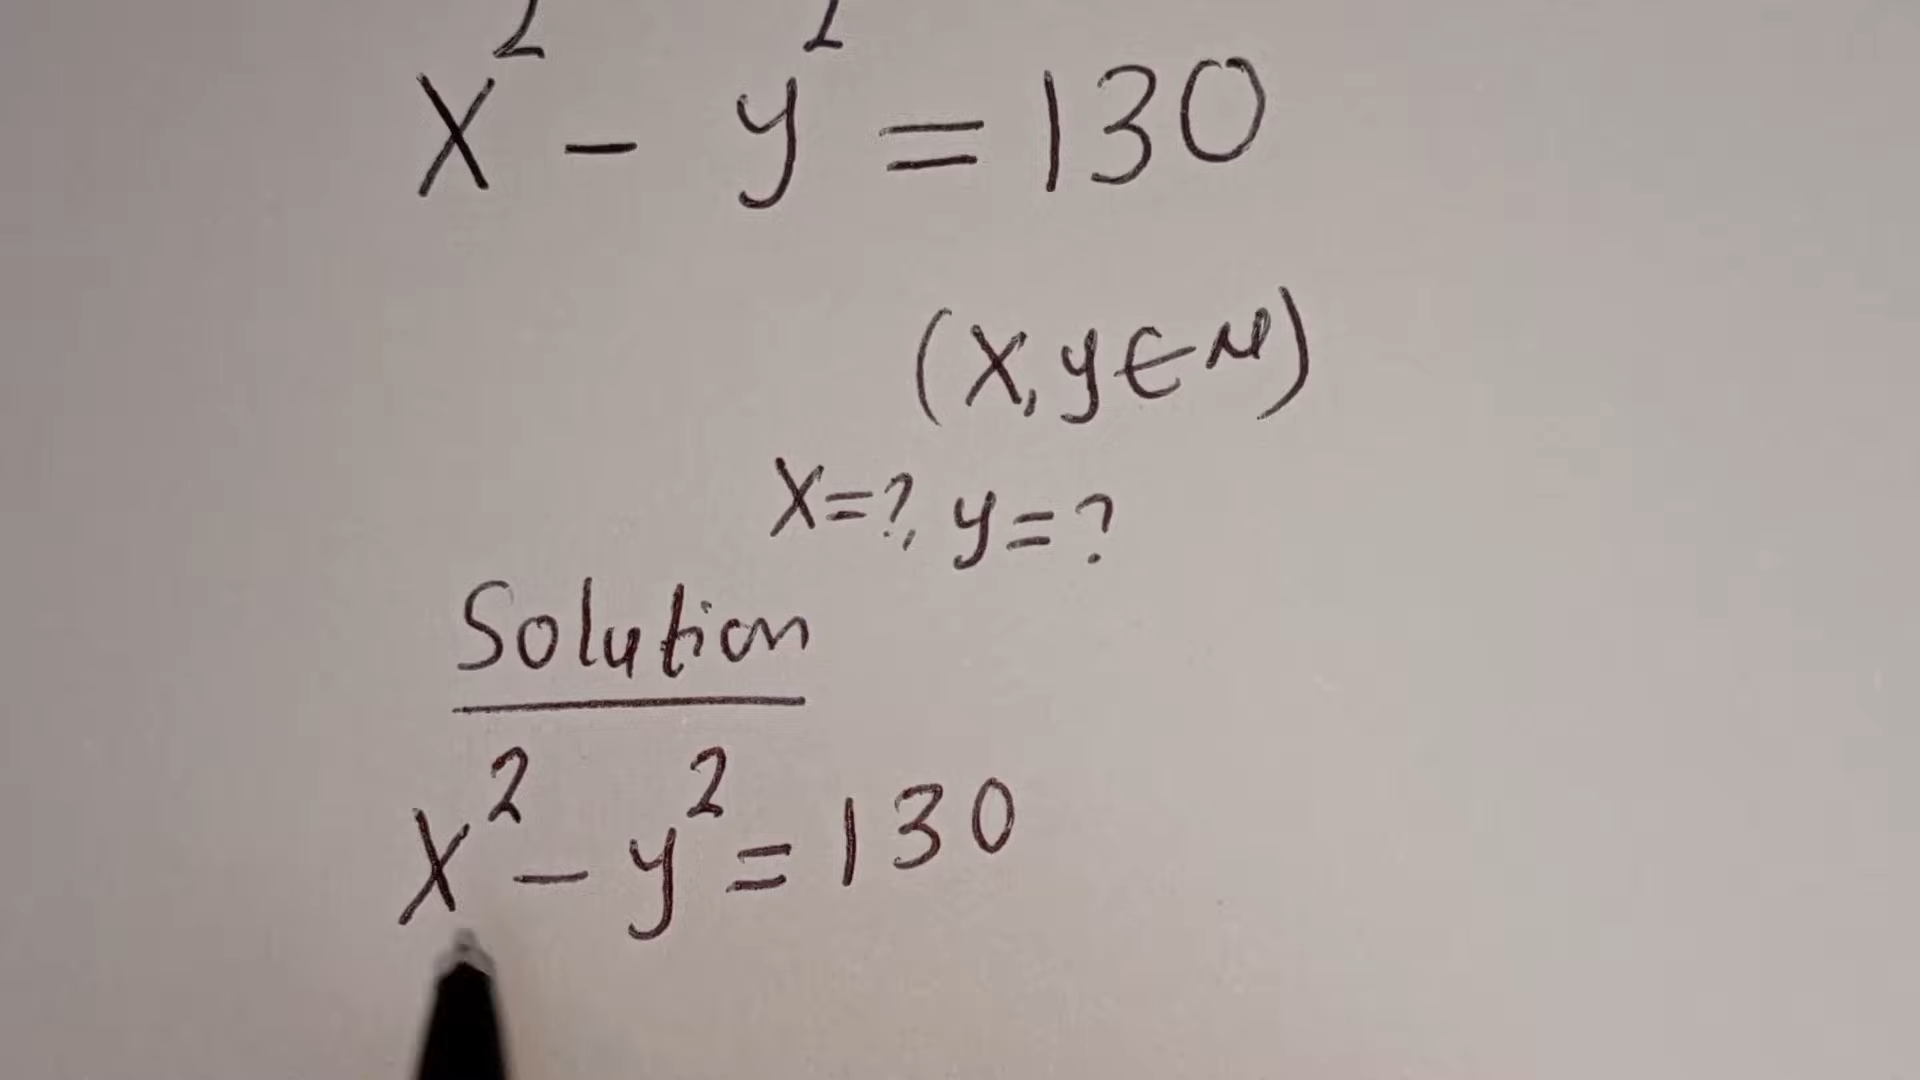 x² - y² = 130
(x, y ∈ N)
x = ?, y = ?
Solution
x² - y² = 130